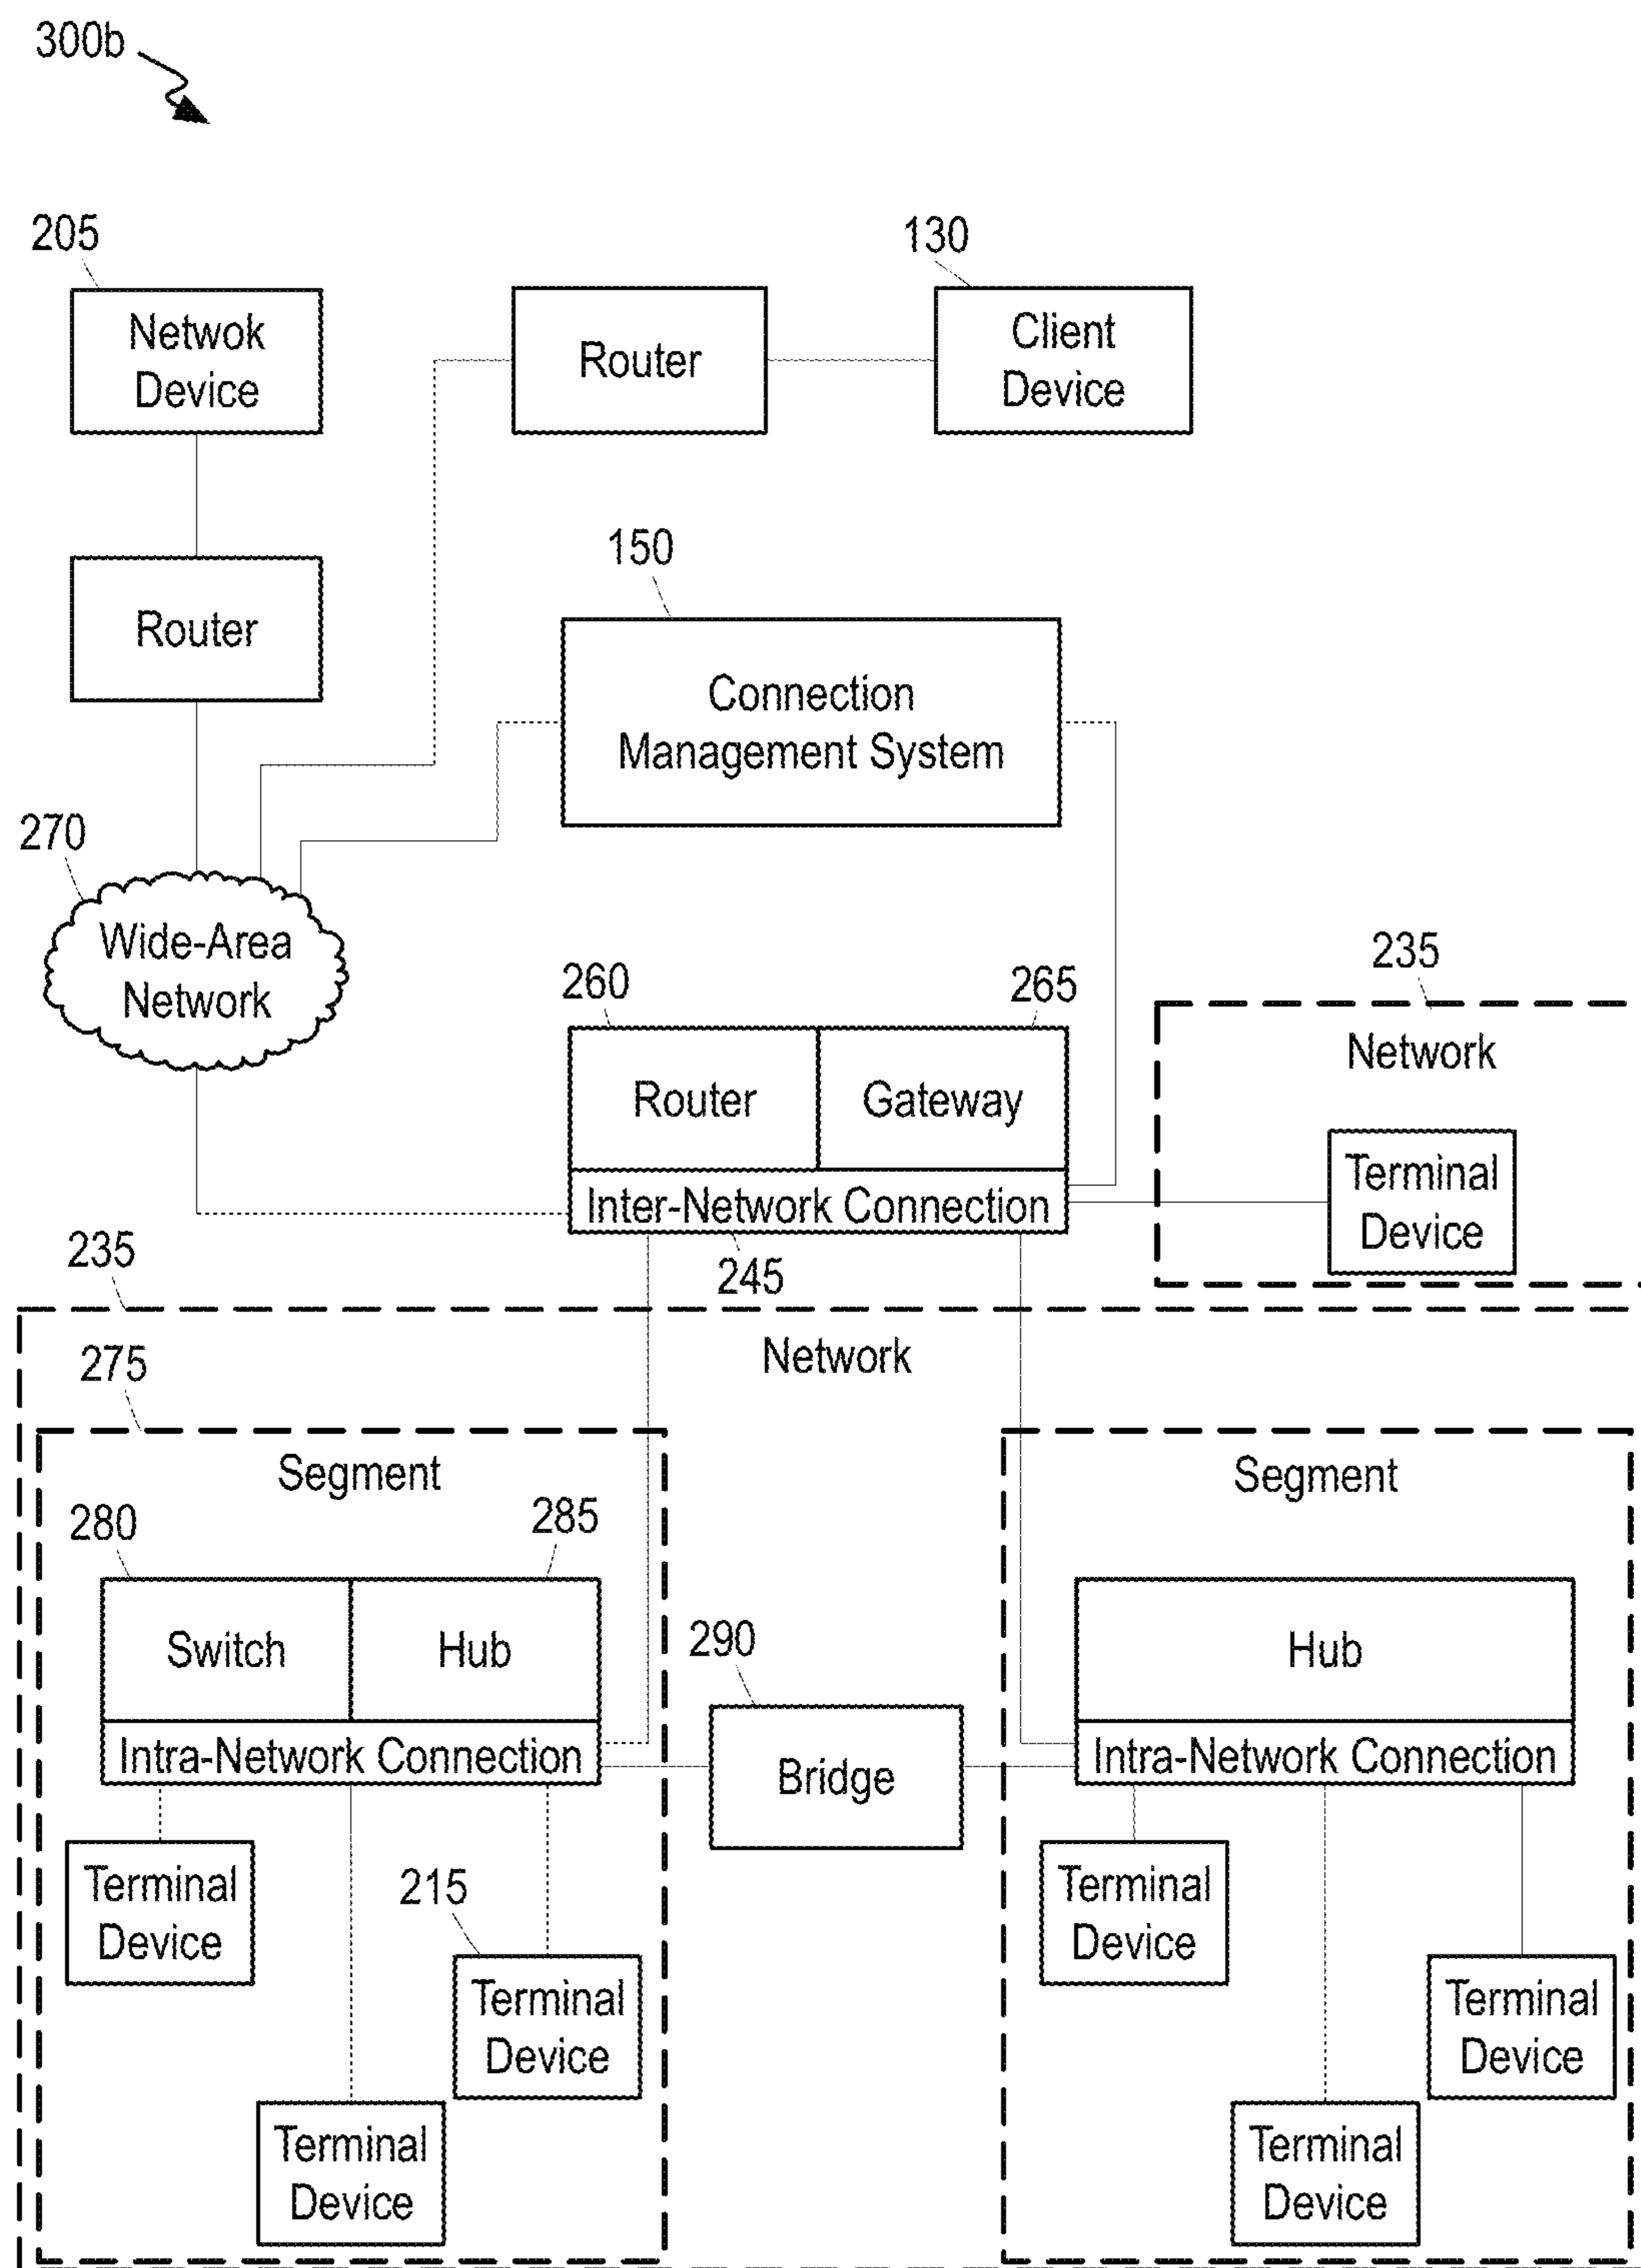 300b
205
130
Netwok
Device
Router
Client
Device
150
Router
Connection
Management System
270
Wide-Area
Network
260
265
235
Network
Router
Gateway
Terminal
Device
Inter-Network Connection
245
235
Network
275
Segment
Segment
280
285
Switch
Hub
290
Hub
Intra-Network Connection
Bridge
Intra-Network Connection
Terminal
Device
215
Terminal
Device
Terminal
Device
Terminal
Device
Terminal
Device
Terminal
Device